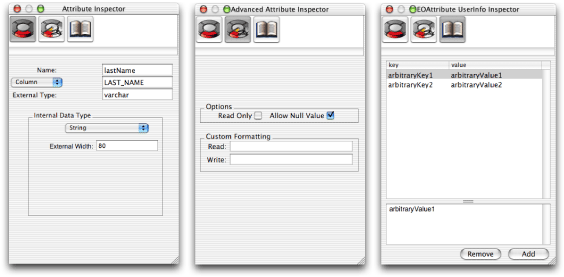 Attribute Inspector
Name: lastName
Column LAST_NAME
External Type: varchar
Internal Data Type
String
External Width: 80
Advanced Attribute Inspector
Options
Read Only Allow Null Value
Custom Formatting
Read:
Write:
EOAttribute UserInfo Inspector
key value
arbitraryKey1 arbitraryValue1
arbitraryKey2 arbitraryValue2
arbitraryValue1
Remove Add